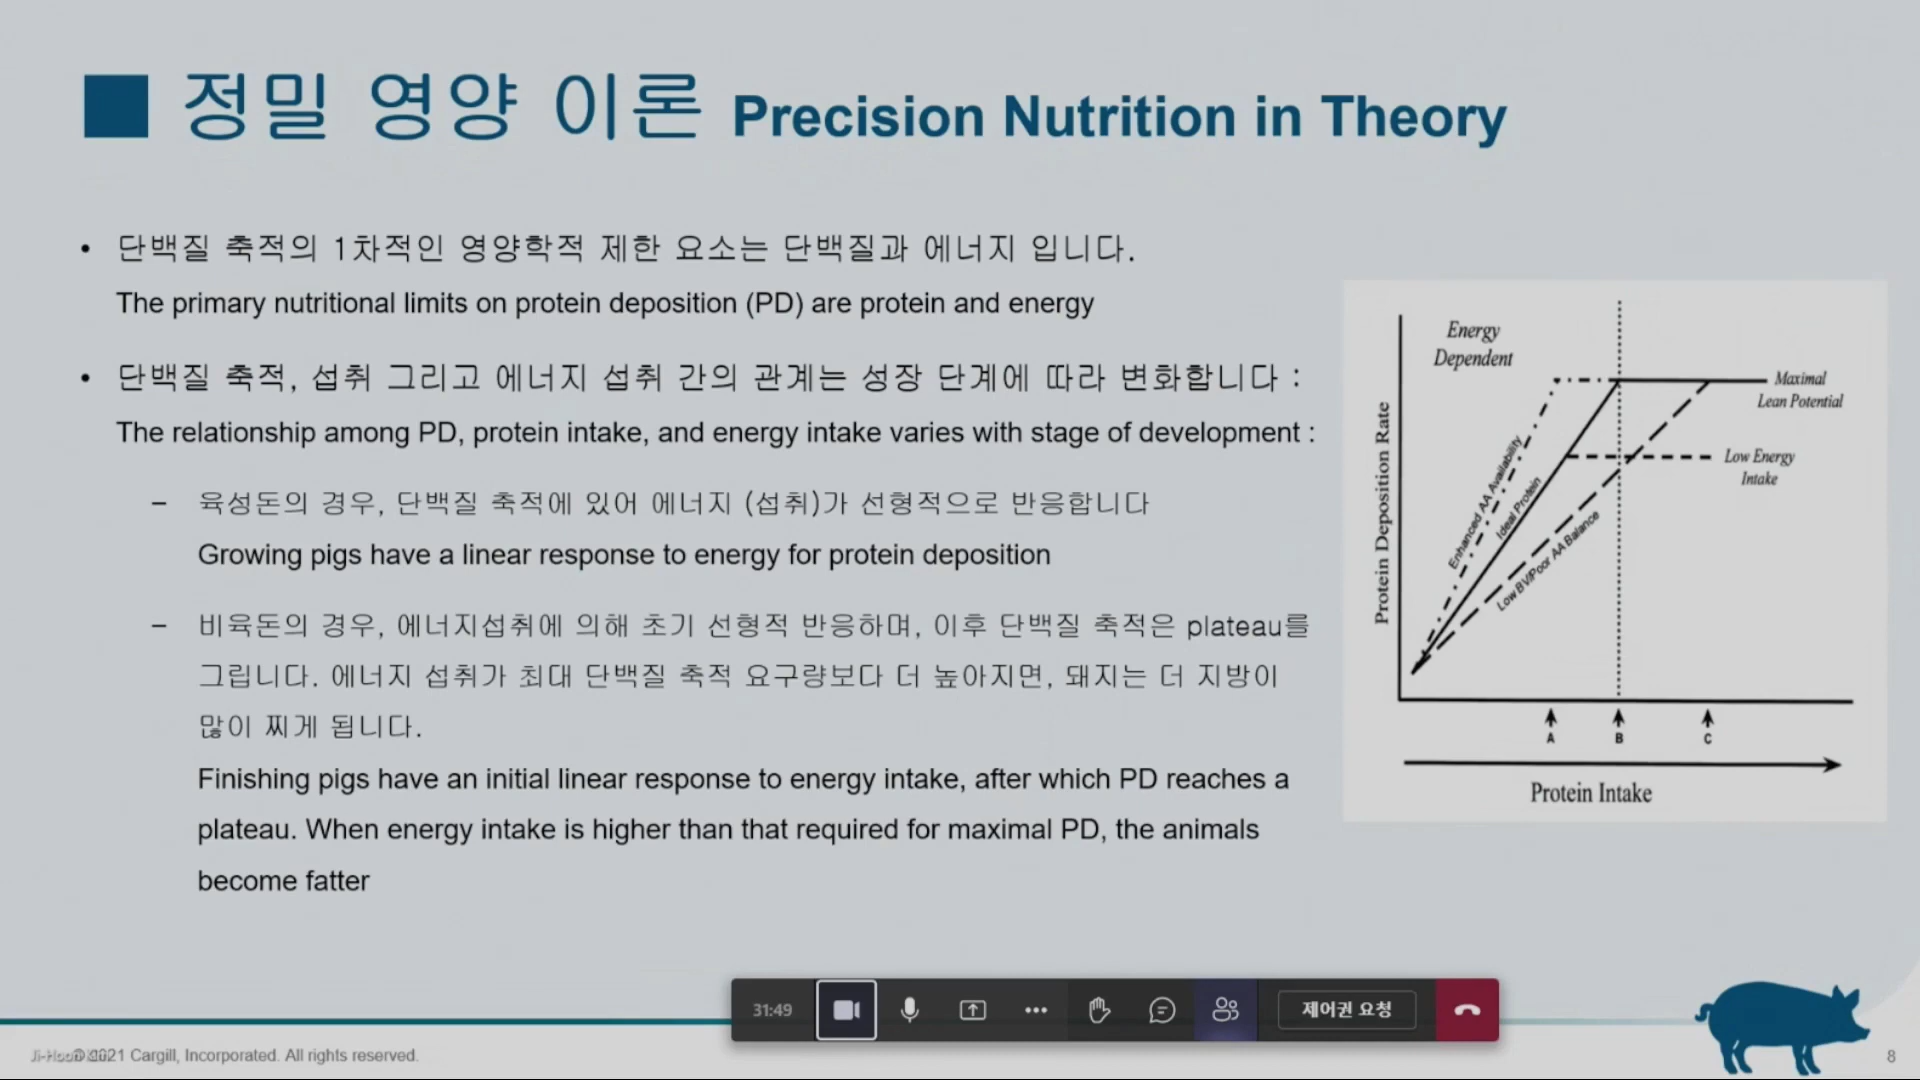 정밀 영양 이론 Precision Nutrition in Theory
• 단백질 축적의 1차적인 영양학적 제한 요소는 단백질과 에너지 입니다.
The primary nutritional limits on protein deposition (PD) are protein and energy
• 단백질 축적, 섭취 그리고 에너지 섭취 간의 관계는 성장 단계에 따라 변화합니다 :
The relationship among PD, protein intake, and energy intake varies with stage of development :
– 육성돈의 경우, 단백질 축적에 있어 에너지 (섭취)가 선형적으로 반응합니다
Growing pigs have a linear response to energy for protein deposition
– 비육돈의 경우, 에너지섭취에 의해 초기 선형적 반응하며, 이후 단백질 축적은 plateau를
그립니다. 에너지 섭취가 최대 단백질 축적 요구량보다 더 높아지면, 돼지는 더 지방이
많이 찌게 됩니다.
Finishing pigs have an initial linear response to energy intake, after which PD reaches a
plateau. When energy intake is higher than that required for maximal PD, the animals
become fatter
Energy
Dependent
Maximal
Lean Potential
Low Energy
Intake
Protein Deposition Rate
Enhanced AA Availability
Ideal Protein
Low BV/Poor AA Balance
A
B
C
Protein Intake
31:49
제어권 요청
2021 Cargill, Incorporated. All rights reserved.
8